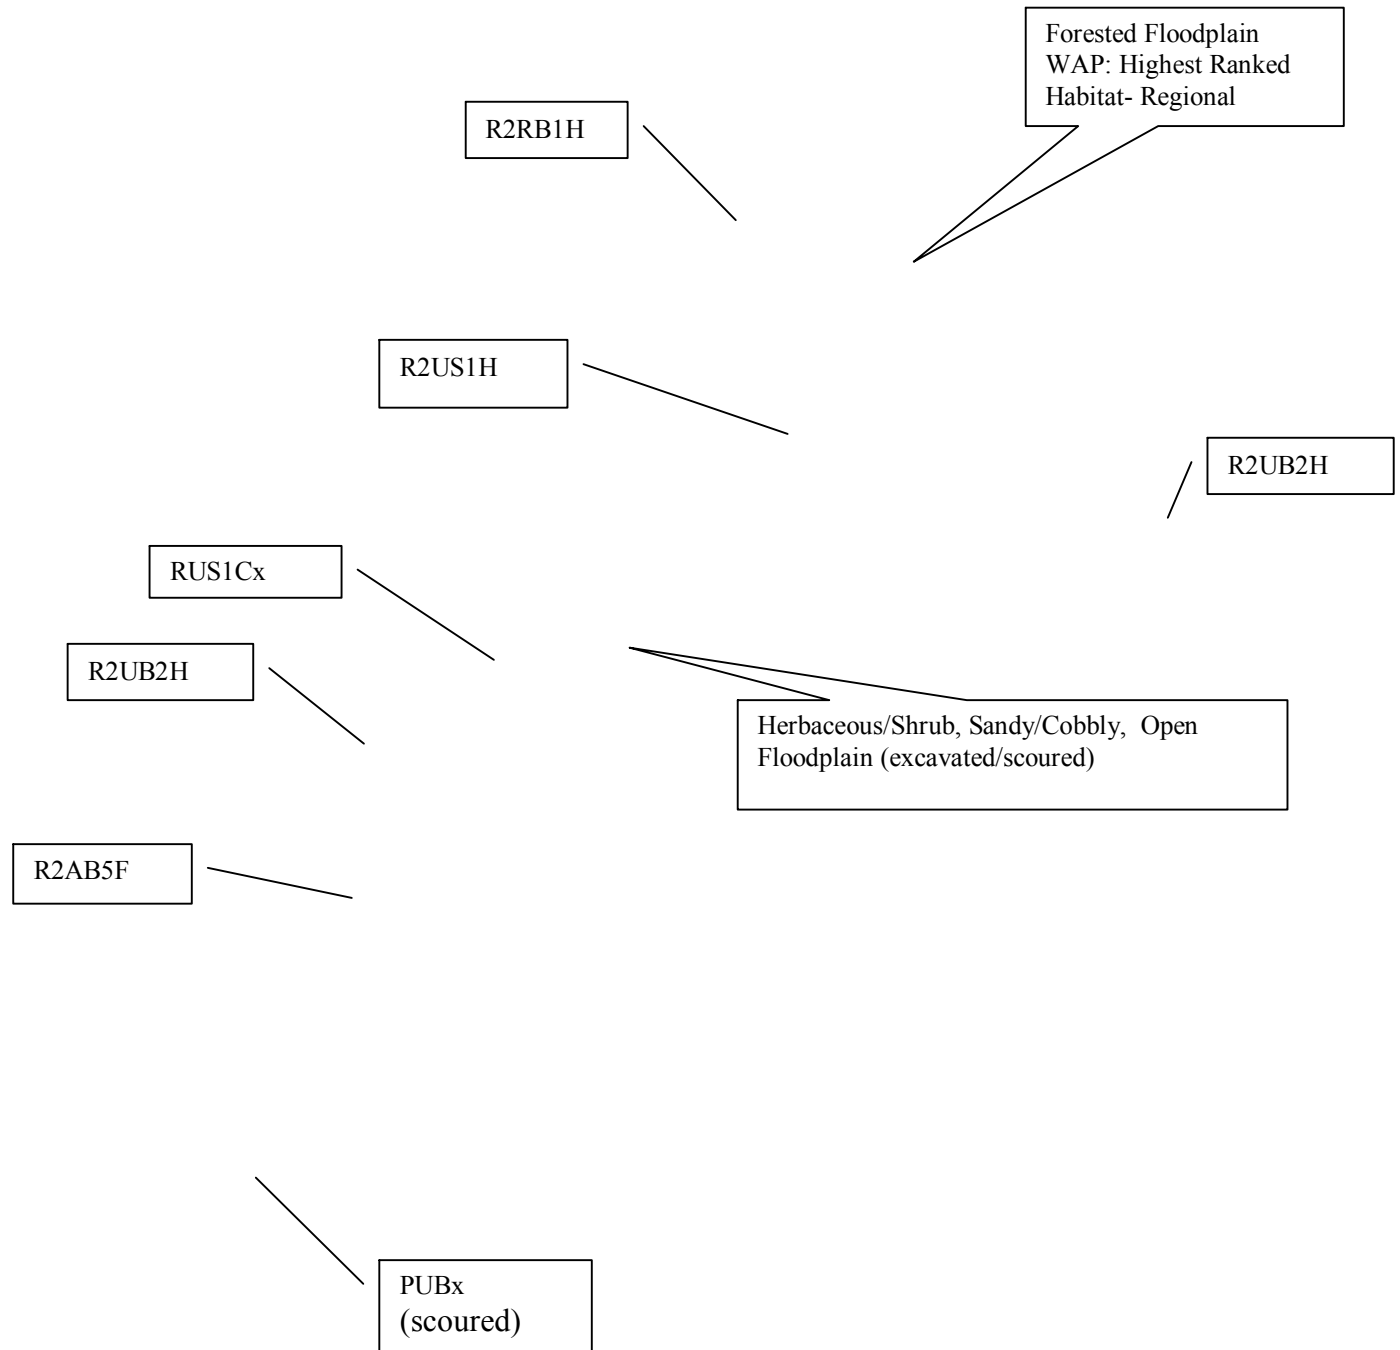 Forested Floodplain
WAP: Highest Ranked
Habitat- Regional
R2RB1H
R2US1H
R2UB2H
RUS1Cx
R2UB2H
Herbaceous/Shrub, Sandy/Cobbly, Open
Floodplain (excavated/scoured)
R2AB5F
PUBx
(scoured)